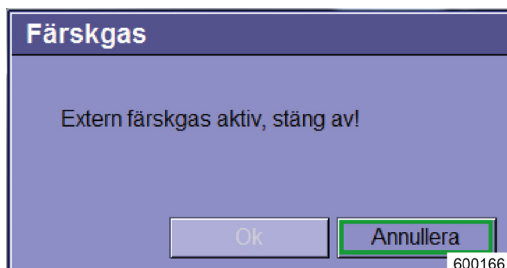 Färskgas
Extern färskgas aktiv, stäng av!
Ok
Annullera
600166